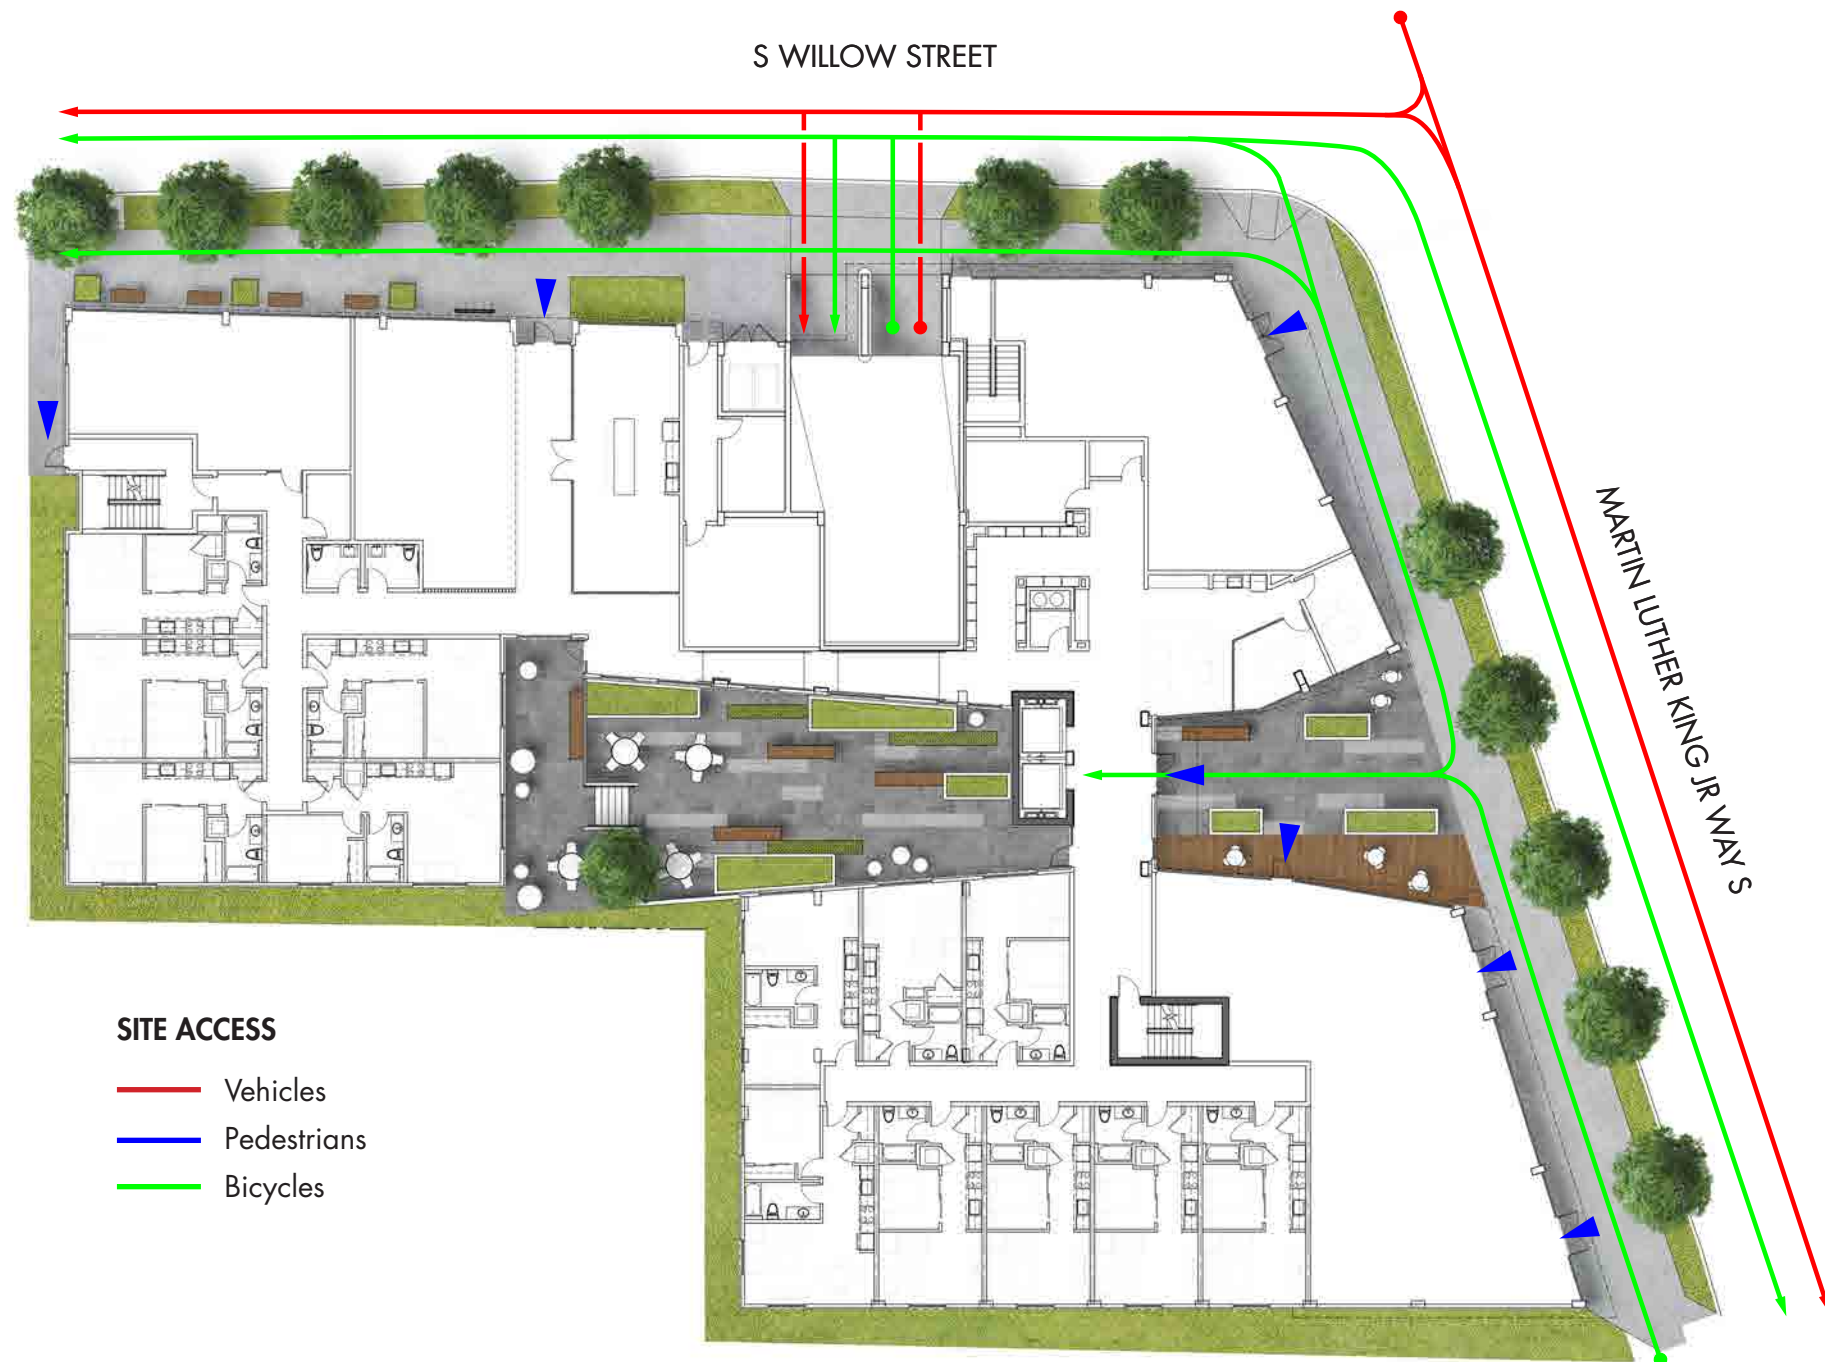 S WILLOW STREET
MARTIN LUTHER KING JR WAY S
SITE ACCESS
Vehicles
Pedestrians
Bicycles